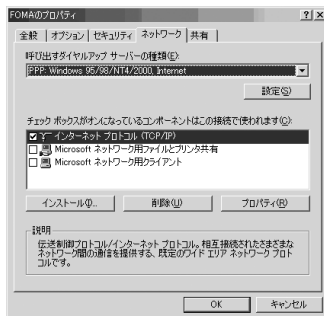 FOMAのプロパティ
全般 オプション セキュリティ ネットワーク 共有
呼び出すダイヤルアップ サーバーの種類(E):
PPP: Windows 95/98/NT4/2000, Internet
設定(S)
チェック ボックスがオンになっているコンポーネントはこの接続で使われます(C):
インターネット プロトコル (TCP/IP)
Microsoft ネットワーク用ファイルとプリンタ共有
Microsoft ネットワーク用クライアント
インストール(I)... 削除(U) プロパティ(R)
説明
伝送制御プロトコル/インターネット プロトコル。相互接続されたさまざまな
ネットワーク間の通信を提供する、既定のワイド エリア ネットワーク プロト
コルです。
OK キャンセル